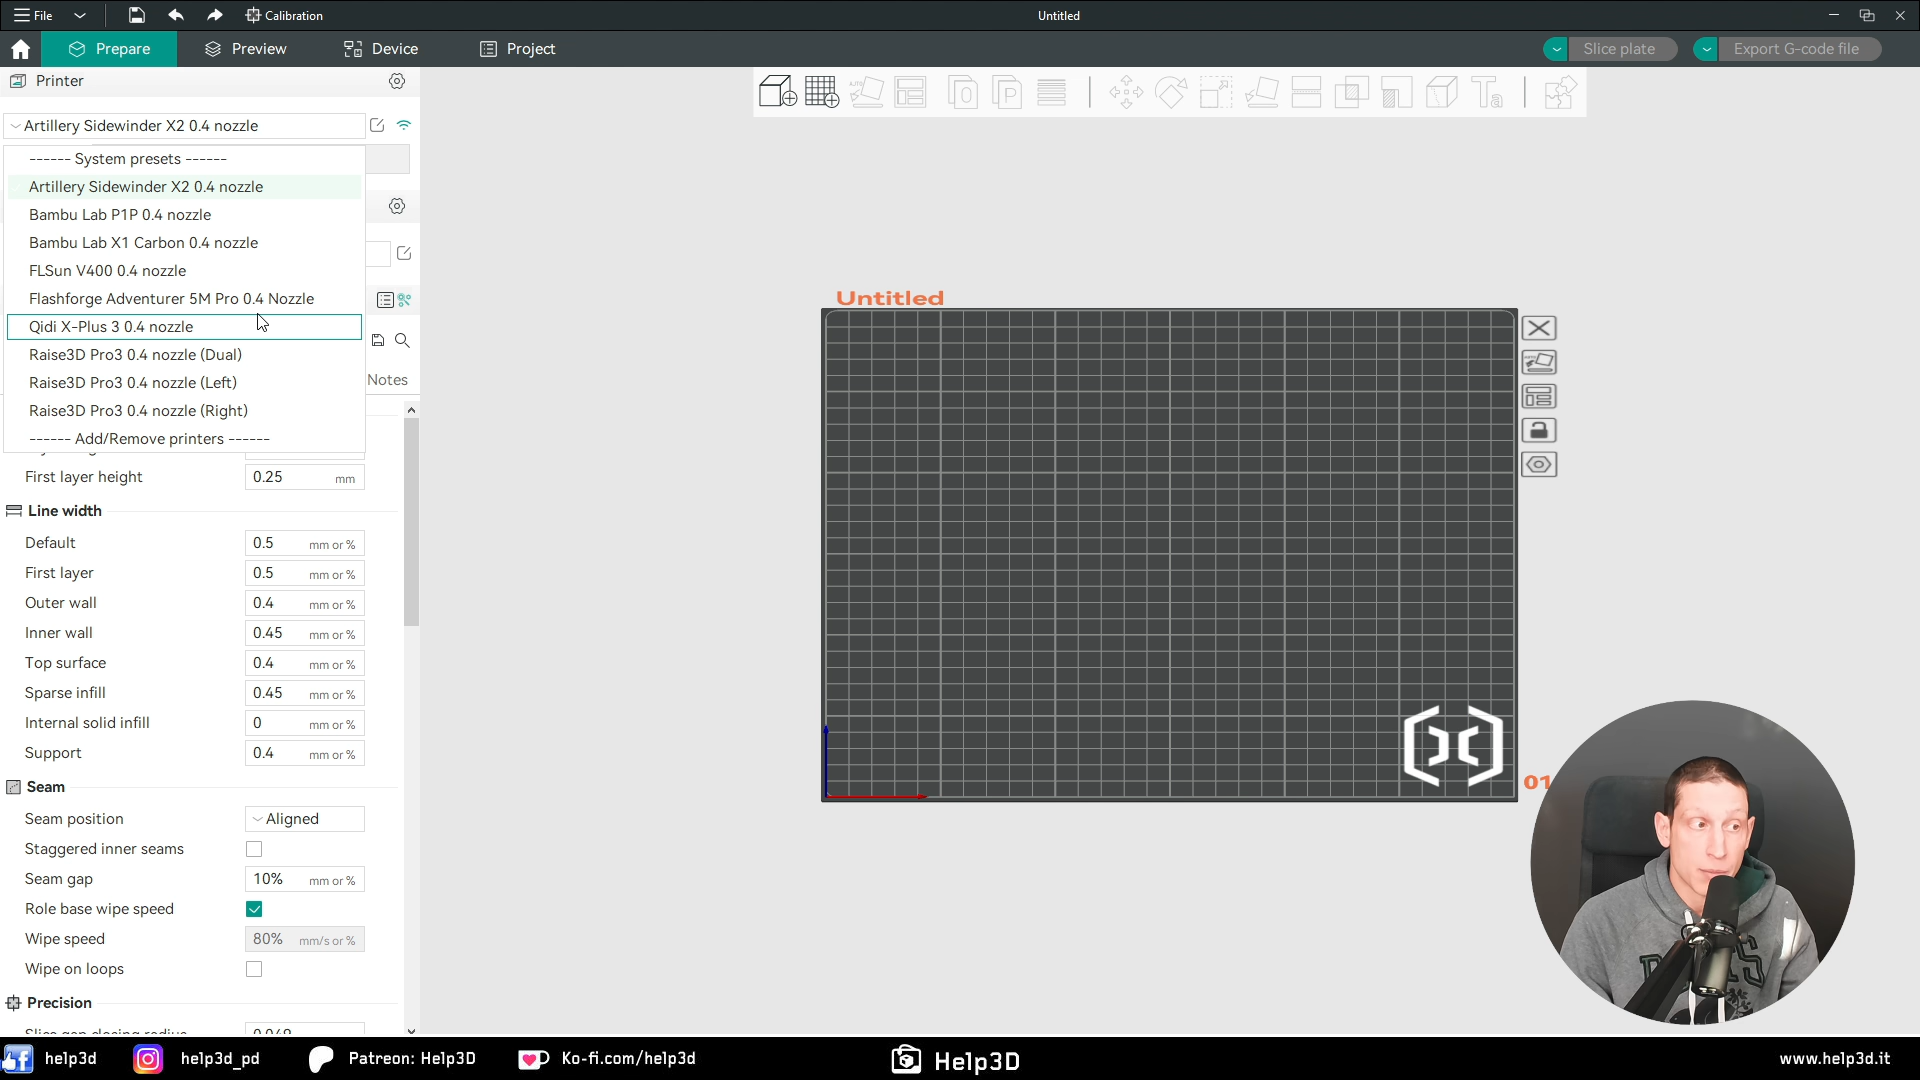 File
Calibration
Untitled
Prepare
Preview
Device
Project
Slice plate
Export G-code file
Printer
Artillery Sidewinder X2 0.4 nozzle
------ System presets ------
Artillery Sidewinder X2 0.4 nozzle
Bambu Lab P1P 0.4 nozzle
Bambu Lab X1 Carbon 0.4 nozzle
FLSun V400 0.4 nozzle
Flashforge Adventurer 5M Pro 0.4 Nozzle
Qidi X-Plus 3 0.4 nozzle
Raise3D Pro3 0.4 nozzle (Dual)
Raise3D Pro3 0.4 nozzle (Left)
Raise3D Pro3 0.4 nozzle (Right)
------ Add/Remove printers ------
Notes
First layer height 0.25 mm
Line width
Default 0.5 mm or %
First layer 0.5 mm or %
Outer wall 0.4 mm or %
Inner wall 0.45 mm or %
Top surface 0.4 mm or %
Sparse infill 0.45 mm or %
Internal solid infill 0 mm or %
Support 0.4 mm or %
Seam
Seam position Aligned
Staggered inner seams
Seam gap 10% mm or %
Role base wipe speed
Wipe speed 80% mm/s or %
Wipe on loops
Precision
Slice gap closing radius 0.049
Untitled
01
help3d
help3d_pd
Patreon: Help3D
Ko-fi.com/help3d
Help3D
www.help3d.it